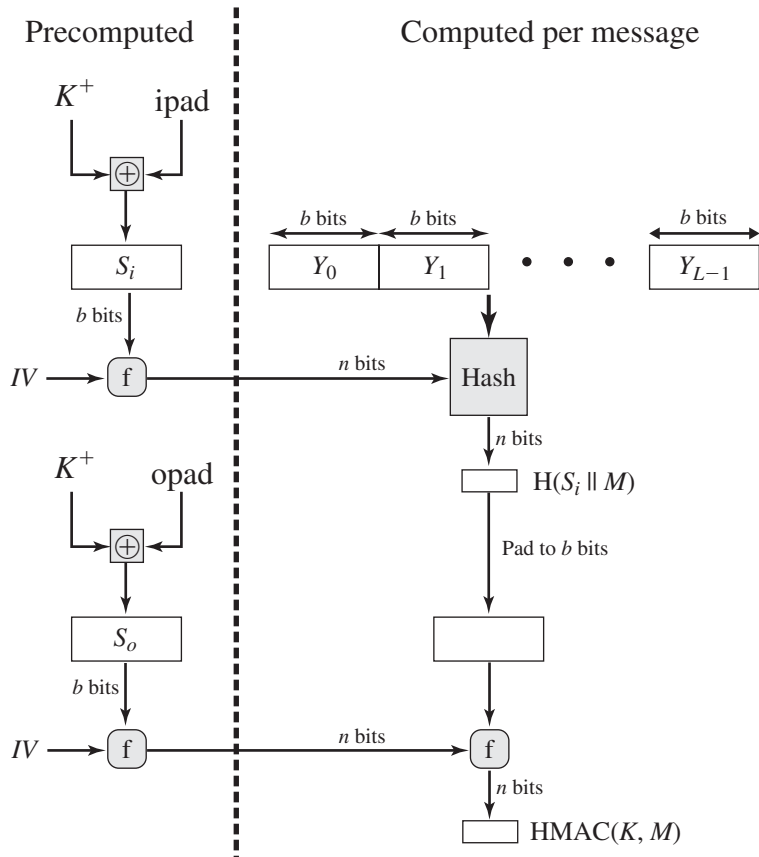 Precomputed
Computed per message
K⁺ ipad
⊕
b bits b bits b bits
Sᵢ
Y₀ Y₁ • • • Y_{L−1}
b bits
IV f n bits Hash
n bits
K⁺ opad
H(Sᵢ || M)
⊕
Pad to b bits
Sₒ
b bits
IV f n bits f
n bits
HMAC(K, M)